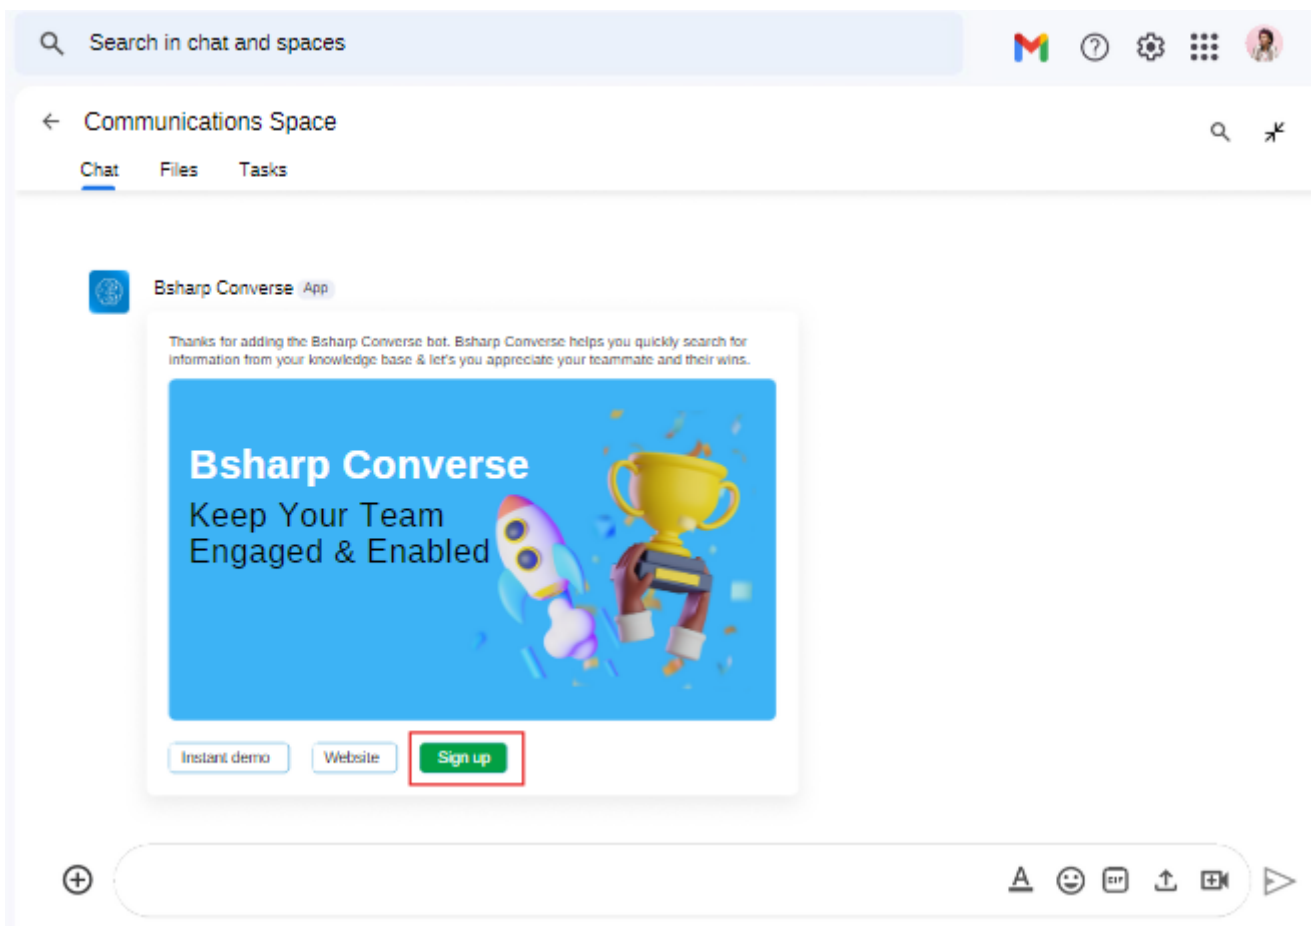 Search in chat and spaces
Communications Space
Chat Files Tasks
Bsharp Converse App
Thanks for adding the Bsharp Converse bot. Bsharp Converse helps you quickly search for
information from your knowledge base & let's you appreciate your teammate and their wins.
Bsharp Converse
Keep Your Team
Engaged & Enabled
Instant demo Website Sign up
A GIF